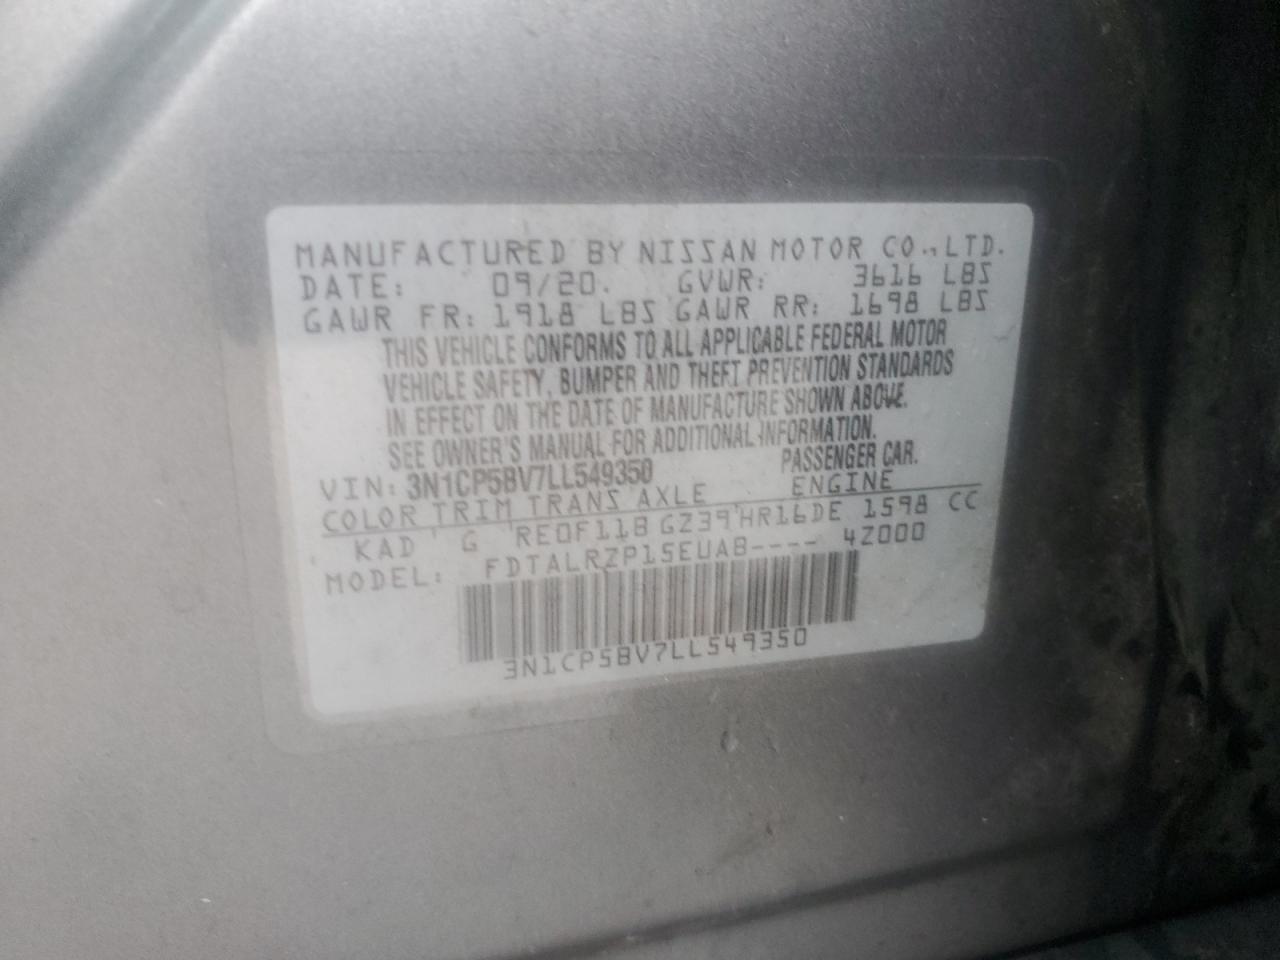 MANUFACTURED BY NISSAN MOTOR CO., LTD.
DATE: 09/20. GVWR: 3616 LBS
GAWR FR: 1918 LBS GAWR RR: 1698 LBS
THIS VEHICLE CONFORMS TO ALL APPLICABLE FEDERAL MOTOR
VEHICLE SAFETY, BUMPER AND THEFT PREVENTION STANDARDS
IN EFFECT ON THE DATE OF MANUFACTURE SHOWN ABOVE.
SEE OWNER'S MANUAL FOR ADDITIONAL INFORMATION.
VIN: 3N1CP5BV7LL549350 PASSENGER CAR.
COLOR TRIM TRANS AXLE ENGINE
KAD G RE0F11B GZ39 HR16DE 1598 CC
MODEL: FDTALRZP15EUAB---- 4Z000
3N1CP5BV7LL549350